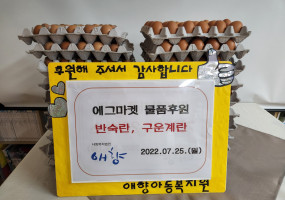 후원해 주셔서 감사합니다
에그마켓 물품후원
반숙란, 구운계란
애향
2022.07.25.(월)
애향아동복지원